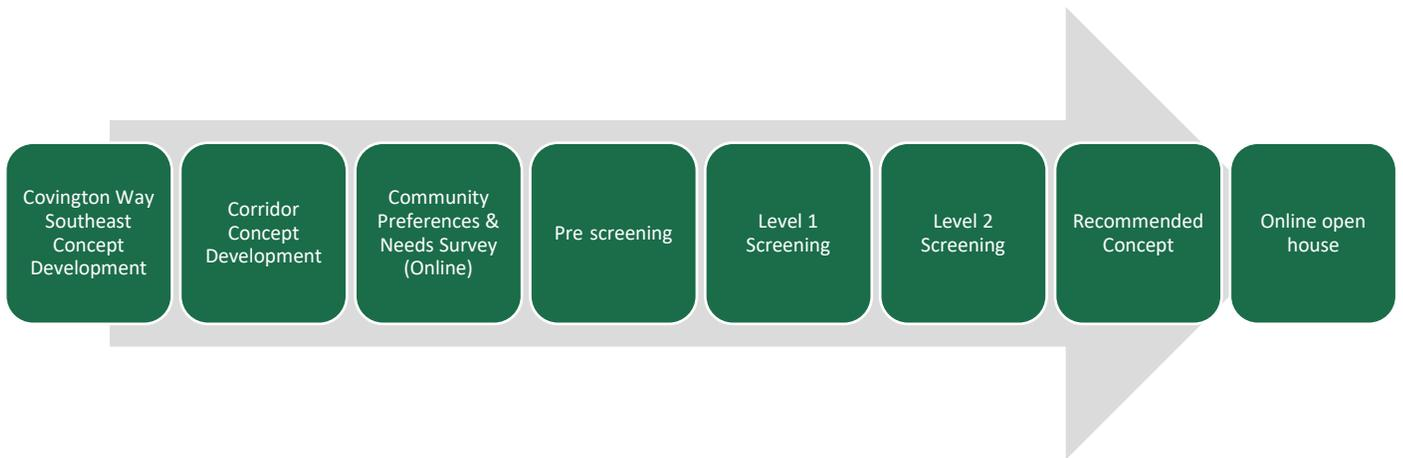 Covington Way
Southeast
Concept
Development
Corridor
Concept
Development
Community
Preferences &
Needs Survey
(Online)
Pre screening
Level 1
Screening
Level 2
Screening
Recommended
Concept
Online open
house